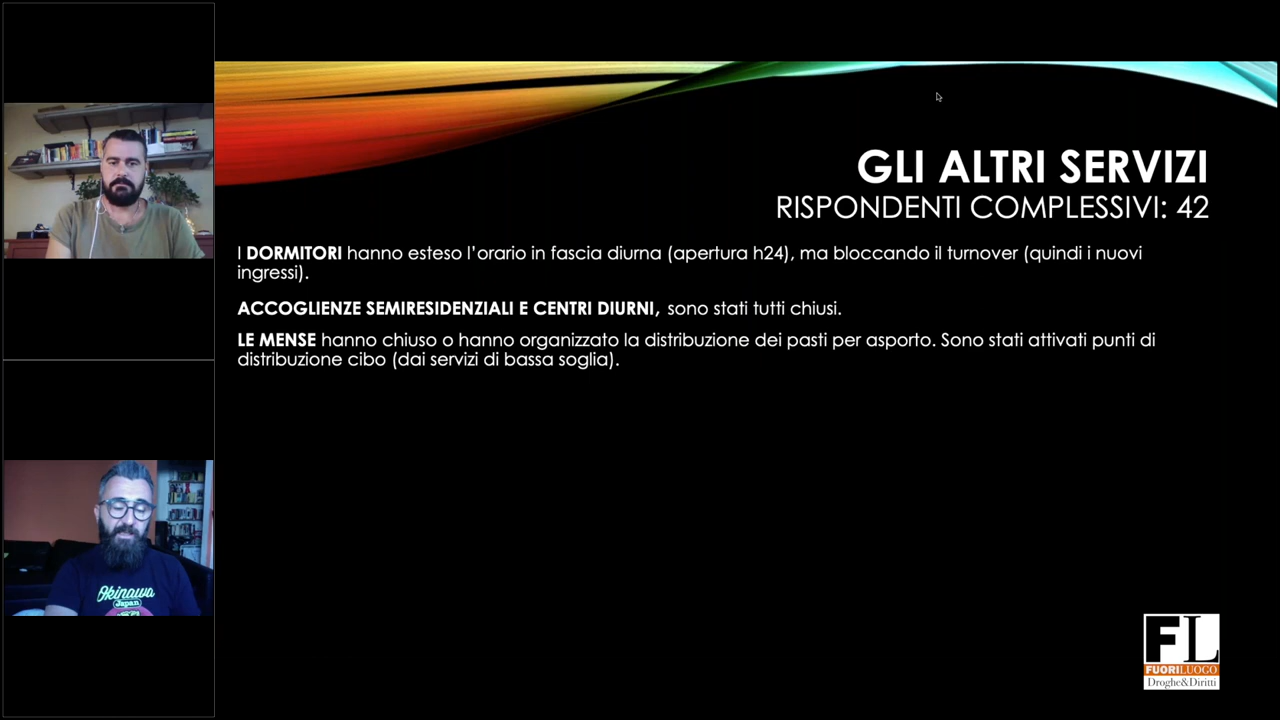 GLI ALTRI SERVIZI
RISPONDENTI COMPLESSIVI: 42
I DORMITORI hanno esteso l’orario in fascia diurna (apertura h24), ma bloccando il turnover (quindi i nuovi
ingressi).
ACCOGLIENZE SEMIRESIDENZIALI E CENTRI DIURNI, sono stati tutti chiusi.
LE MENSE hanno chiuso o hanno organizzato la distribuzione dei pasti per asporto. Sono stati attivati punti di
distribuzione cibo (dai servizi di bassa soglia).
Okinawa
Japan
FL
FUORILUOGO
Droghe&Diritti